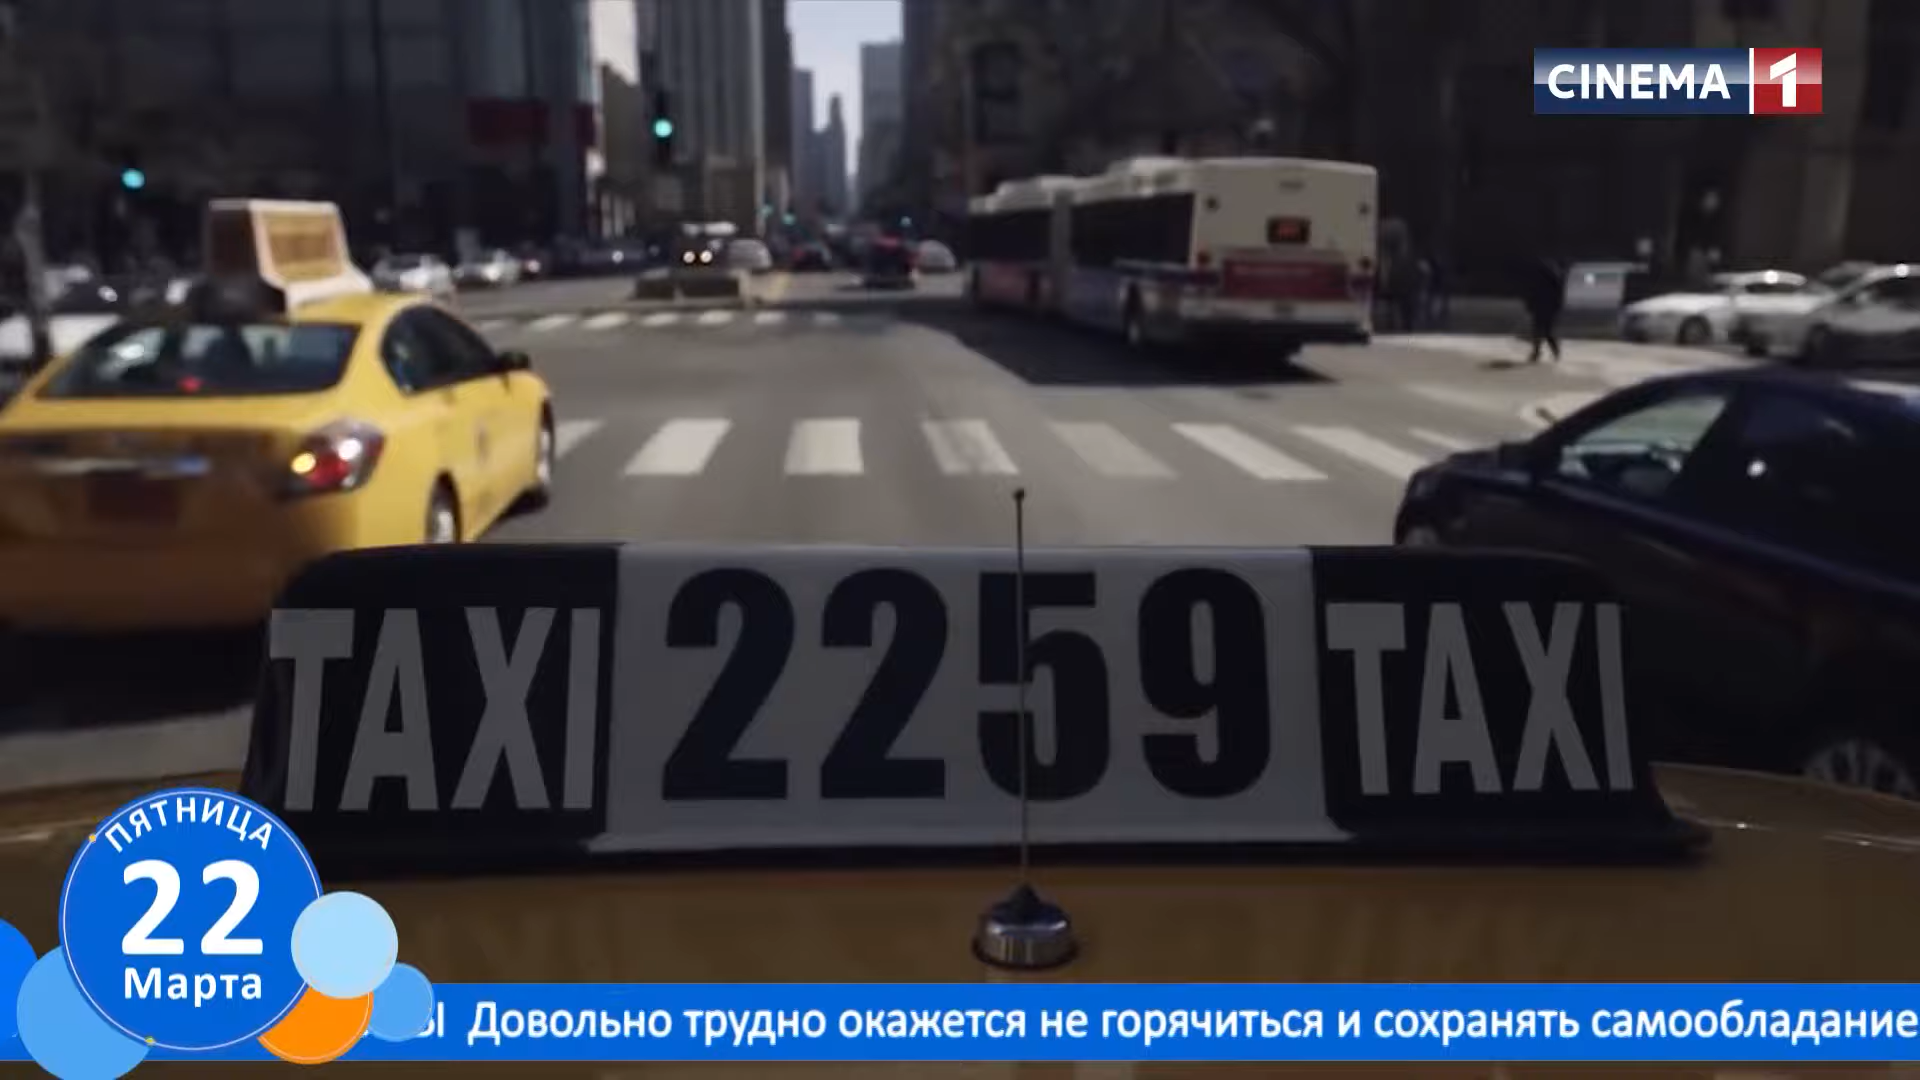 CINEMA 1
TAXI 2259 TAXI
ПЯТНИЦА
22
Марта
Ы Довольно трудно окажется не горячиться и сохранять самообладание